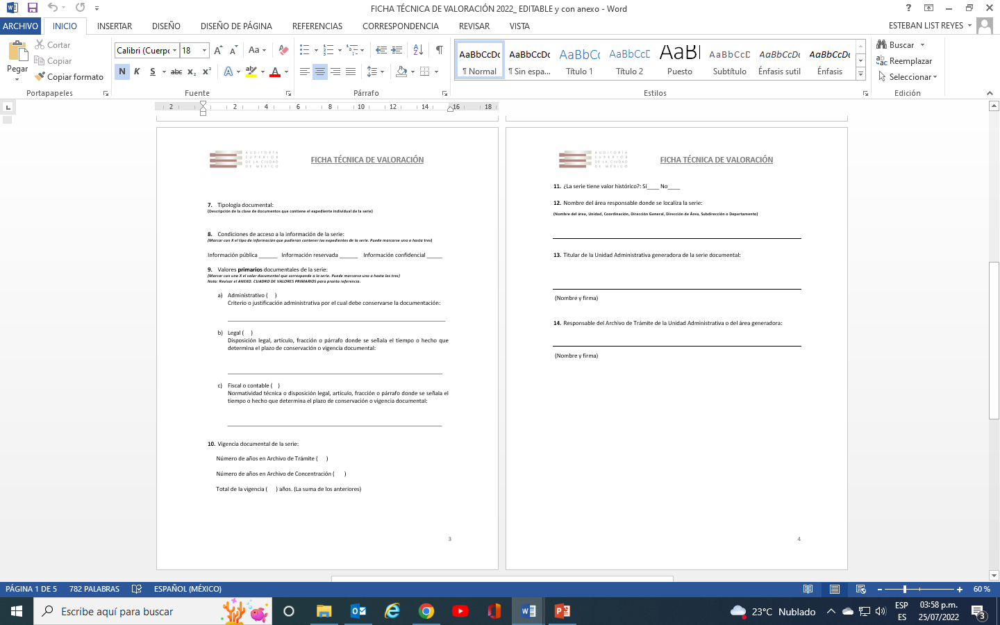 FICHA TÉCNICA DE VALORACIÓN 2022_ EDITABLE y con anexo - Word
ARCHIVO INICIO INSERTAR DISEÑO DISEÑO DE PÁGINA REFERENCIAS CORRESPONDENCIA REVISAR VISTA ESTEBAN LIST REYES
Pegar
Cortar
Copiar
Copiar formato
Portapapeles
Calibri (Cuerpo 18
N K S abc x₂ x²
Fuente
Párrafo
AaBbCcDc AaBbCcDc AaBbCc AaBbCcD AaBl AaBbCcD AaBbCcDc AaBbCcDc
¶ Normal ¶ Sin espa... Título 1 Título 2 Puesto Subtítulo Énfasis sutil Énfasis
Estilos
Buscar
Reemplazar
Seleccionar
Edición
2 2 4 6 8 10 12 14 16 18
AUDITORÍA
SUPERIOR
DE LA CIUDAD
DE MÉXICO
FICHA TÉCNICA DE VALORACIÓN
7. Tipología documental:
(Descripción de la clase de documentos que contiene el expediente individual de la serie)
8. Condiciones de acceso a la información de la serie:
(Marcar con X el tipo de información que pudieran contener los expedientes de la serie. Puede marcarse uno o hasta tres)
Información pública ______ Información reservada ______ Información confidencial _____
9. Valores primarios documentales de la serie:
(Marcar con una X el valor documental que corresponde a la serie. Puede marcarse uno o hasta los tres)
Nota: Revisar el ANEXO. CUADRO DE VALORES PRIMARIOS para pronta referencia.
a) Administrativo ( )
Criterio o justificación administrativa por el cual debe conservarse la documentación:
b) Legal ( )
Disposición legal, artículo, fracción o párrafo donde se señala el tiempo o hecho que
determina el plazo de conservación o vigencia documental:
c) Fiscal o contable ( )
Normatividad técnica o disposición legal, artículo, fracción o párrafo donde se señala el
tiempo o hecho que determina el plazo de conservación o vigencia documental:
10. Vigencia documental de la serie:
Número de años en Archivo de Trámite ( )
Número de años en Archivo de Concentración ( )
Total de la vigencia ( ) años. (La suma de los anteriores)
3
AUDITORÍA
SUPERIOR
DE LA CIUDAD
DE MÉXICO
FICHA TÉCNICA DE VALORACIÓN
11. ¿La serie tiene valor histórico?: Sí____ No____
12. Nombre del área responsable donde se localiza la serie:
(Nombre del área, Unidad, Coordinación, Dirección General, Dirección de Área, Subdirección o Departamento)
13. Titular de la Unidad Administrativa generadora de la serie documental:
(Nombre y firma)
14. Responsable del Archivo de Trámite de la Unidad Administrativa o del área generadora:
(Nombre y firma)
4
PÁGINA 1 DE 5 782 PALABRAS ESPAÑOL (MÉXICO) 60 %
Escribe aquí para buscar
23°C Nublado
ESP
ES
03:58 p.m.
25/07/2022
3